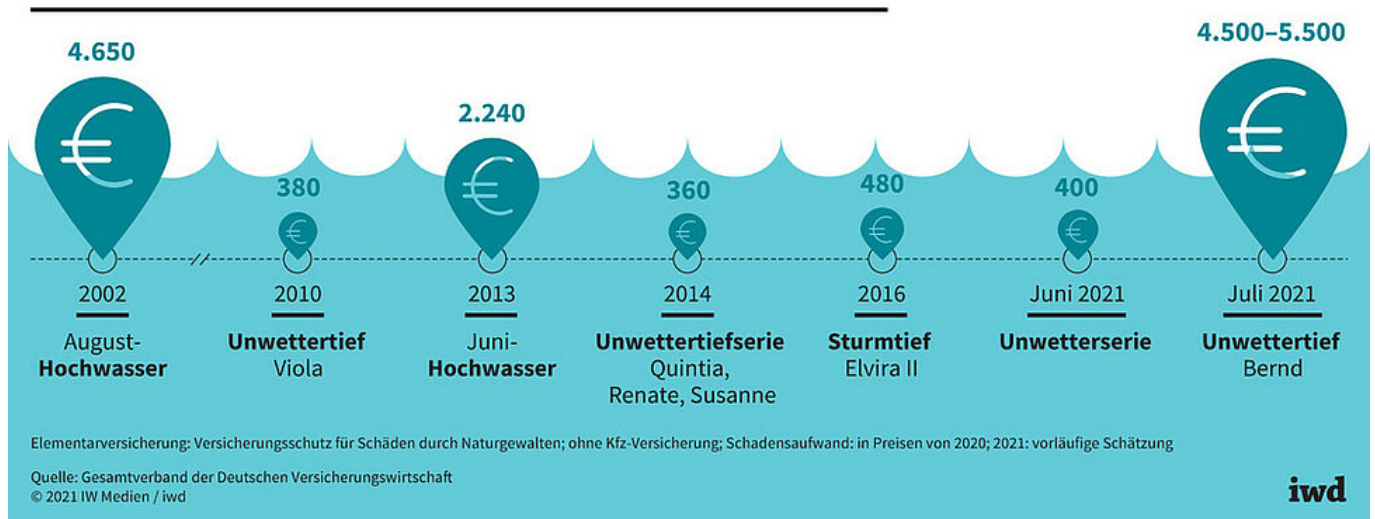 4.650
380
2.240
360
480
400
4.500–5.500
2002
August-
Hochwasser
2010
Unwettertief
Viola
2013
Juni-
Hochwasser
2014
Unwettertiefserie
Quintia,
Renate, Susanne
2016
Sturmtief
Elvira II
Juni 2021
Unwetterserie
Juli 2021
Unwettertief
Bernd
Elementarversicherung: Versicherungsschutz für Schäden durch Naturgewalten; ohne Kfz-Versicherung; Schadensaufwand: in Preisen von 2020; 2021: vorläufige Schätzung
Quelle: Gesamtverband der Deutschen Versicherungswirtschaft
© 2021 IW Medien / iwd
iwd